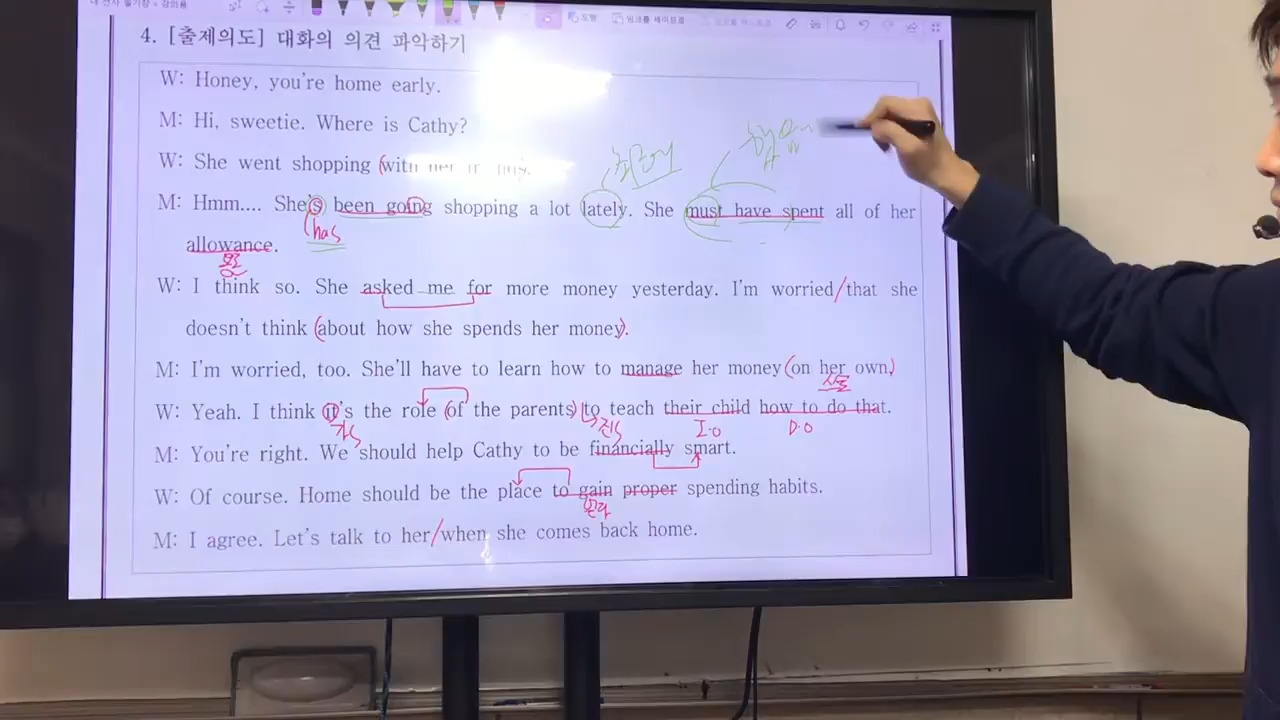 4. [출제의도] 대화의 의견 파악하기
W: Honey, you're home early.
M: Hi, sweetie. Where is Cathy?
W: She went shopping (with her
M: Hmm.... She's been going shopping a lot lately. She must have spent all of her
has
allowance.
W: I think so. She asked me for more money yesterday. I'm worried/that she
doesn't think (about how she spends her money).
M: I'm worried, too. She'll have to learn how to manage her money (on her own)
W: Yeah. I think it's the role (of the parents) to teach their child how to do that.
I·O D·O
M: You're right. We should help Cathy to be financially smart.
W: Of course. Home should be the place to gain proper spending habits.
M: I agree. Let's talk to her/when she comes back home.